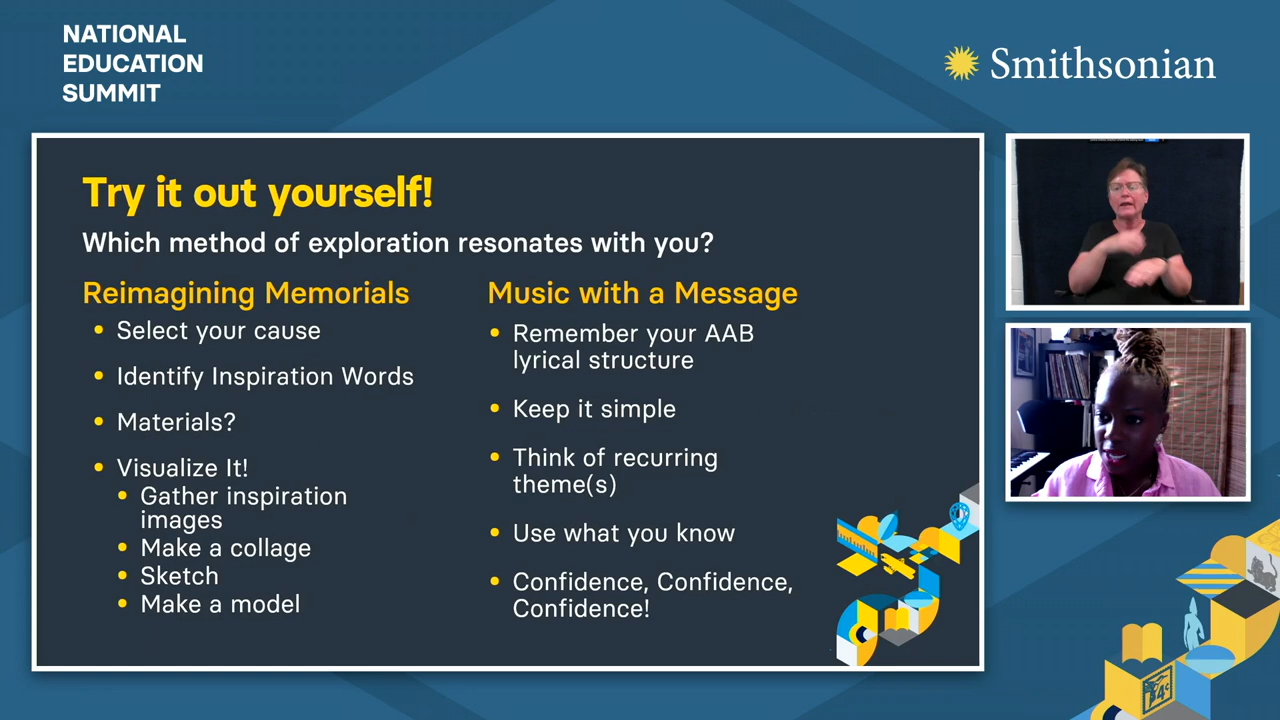 NATIONAL
EDUCATION
SUMMIT
Smithsonian
Try it out yourself!
Which method of exploration resonates with you?
Reimagining Memorials
• Select your cause
• Identify Inspiration Words
• Materials?
• Visualize It!
• Gather inspiration
images
• Make a collage
• Sketch
• Make a model
Music with a Message
• Remember your AAB
lyrical structure
• Keep it simple
• Think of recurring
theme(s)
• Use what you know
• Confidence, Confidence,
Confidence!
4c